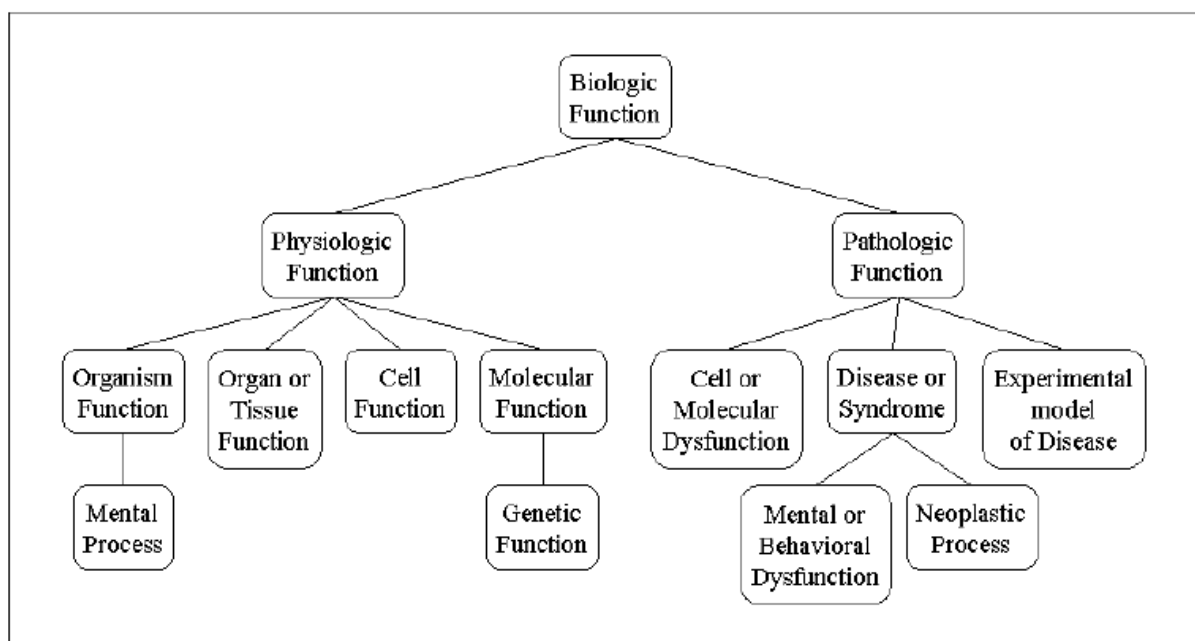 Biologic
Function
Physiologic
Function
Pathologic
Function
Organism
Function
Organ or
Tissue
Function
Cell
Function
Molecular
Function
Cell or
Molecular
Dysfunction
Disease or
Syndrome
Experimental
model
of Disease
Mental
Process
Genetic
Function
Mental or
Behavioral
Dysfunction
Neoplastic
Process